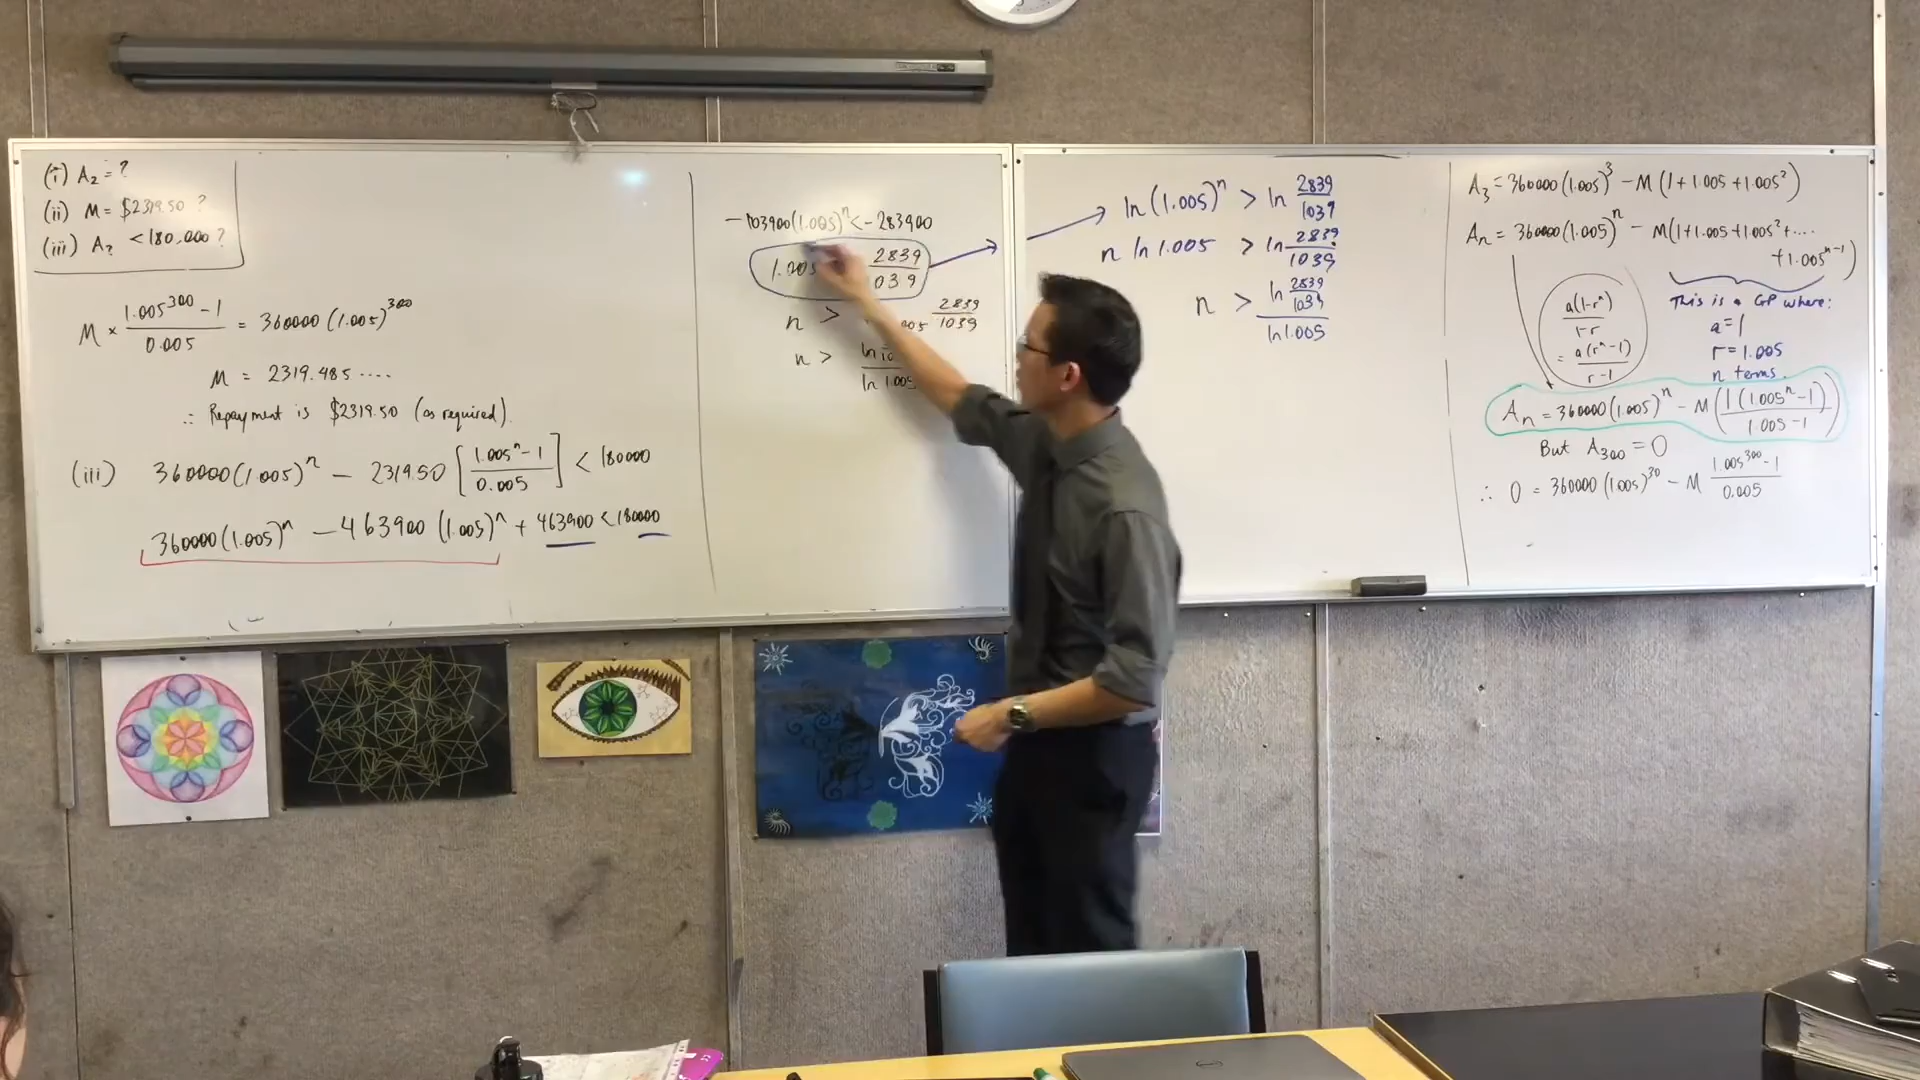 (i) A₂ = ?
(ii) M = $2319.50 ?
(iii) A? < 180,000 ?
M × (1.005³⁰⁰ - 1)/0.005 = 360000 (1.005)³⁰⁰
M = 2319.485 ....
∴ Repayment is $2319.50 (as required).
(iii) 360000(1.005)ⁿ - 2319.50 [(1.005ⁿ - 1)/0.005] < 180000
360000(1.005)ⁿ - 463900 (1.005)ⁿ + 463900 < 180000
-103900(1.005)ⁿ < - 283900
1.005 2839/1039
n > 2839/1039
n > ln / ln 1.005
ln (1.005)ⁿ > ln 2839/1039
n ln 1.005 > ln 2839/1039
n > (ln 2839/1039)/(ln 1.005)
A₃ = 360000(1.005)³ - M(1+1.005+1.005²)
Aₙ = 360000(1.005)ⁿ - M(1+1.005+1.005²+....
+1.005ⁿ⁻¹)
a(1-rⁿ)/1-r
= a(rⁿ-1)/r-1
This is a GP where:
a = 1
r = 1.005
n terms.
Aₙ = 360000(1.005)ⁿ - M(1(1.005ⁿ-1)/1.005-1)
But A₃₀₀ = 0
∴ 0 = 360000 (1.005)³⁰ - M (1.005³⁰⁰ - 1)/0.005